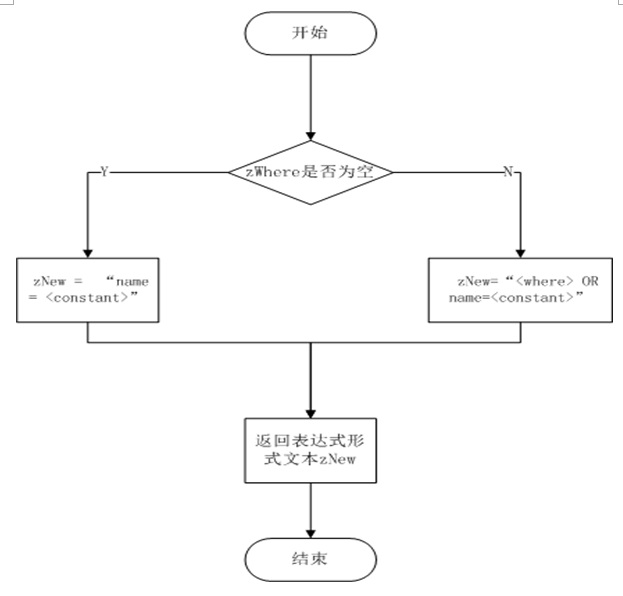 开始
zWhere是否为空
Y
N
zNew = “name
= <constant>”
zNew=“<where> OR
name=<constant>”
返回表达式形
式文本zNew
结束